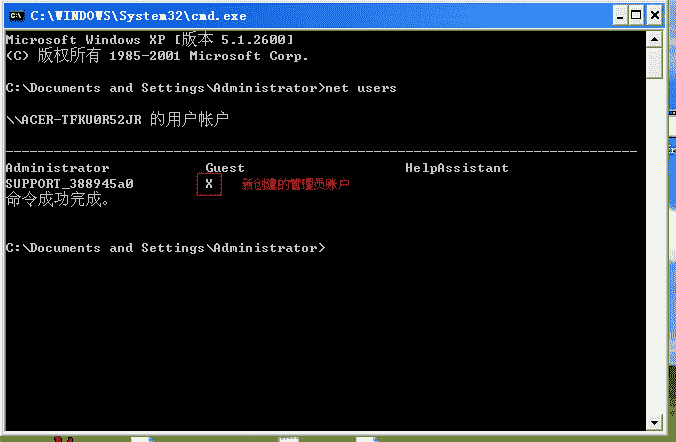 C:\WINDOWS\System32\cmd.exe
Microsoft Windows XP [版本 5.1.2600]
(C) 版权所有 1985-2001 Microsoft Corp.
C:\Documents and Settings\Administrator>net users
\\ACER-TFKU0R52JR 的用户帐户
-------------------------------------------------------------------------------
Administrator Guest HelpAssistant
SUPPORT_388945a0 X 新创建的管理员账户
命令成功完成。
C:\Documents and Settings\Administrator>